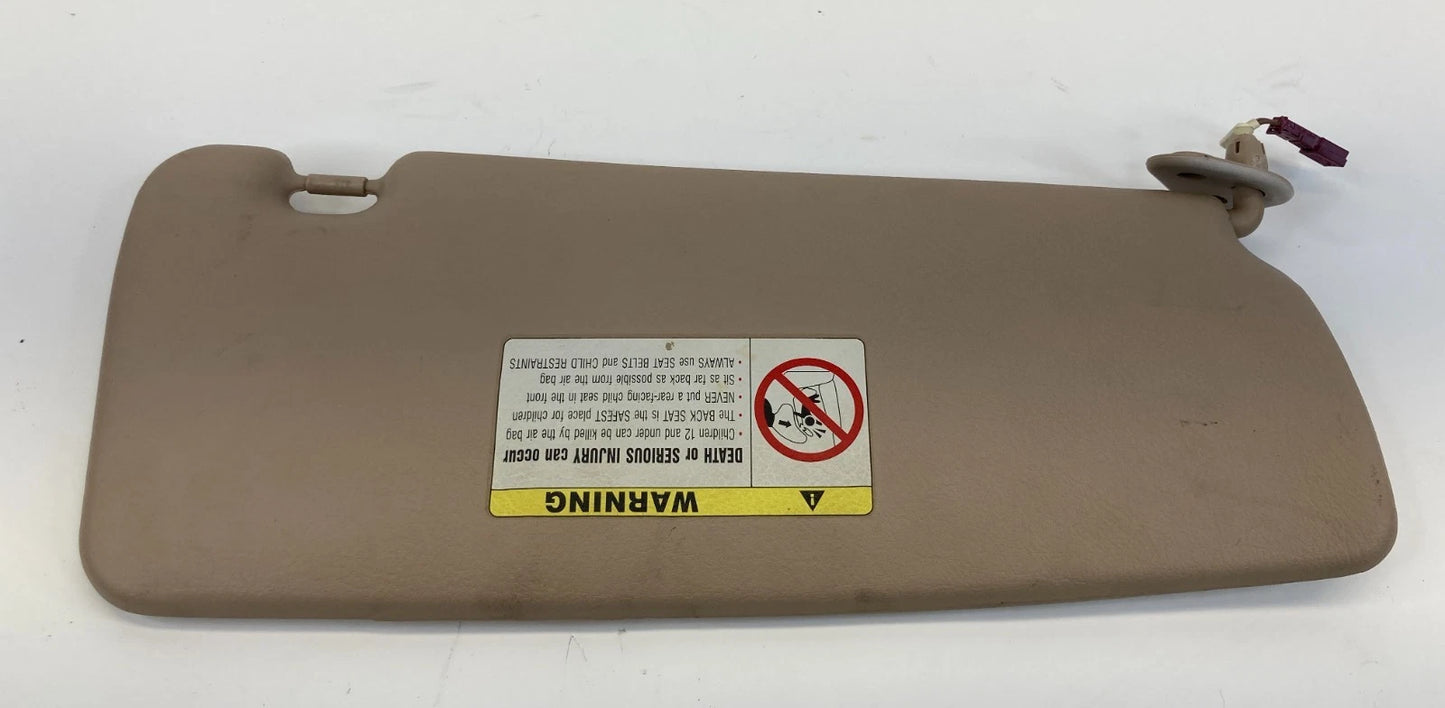 WARNING
DEATH or SERIOUS INJURY can occur
• Children 12 and under can be killed by the air bag
• The BACK SEAT is the SAFEST place for children
• NEVER put a rear-facing child seat in the front
• Sit as far back as possible from the air bag
• ALWAYS use SEAT BELTS and CHILD RESTRAINTS